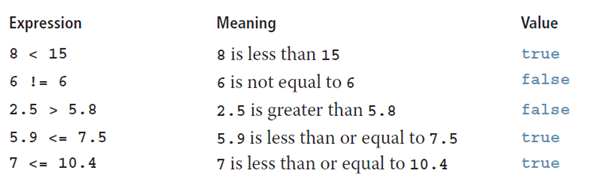 Expression Meaning Value
8 < 15 8 is less than 15 true
6 != 6 6 is not equal to 6 false
2.5 > 5.8 2.5 is greater than 5.8 false
5.9 <= 7.5 5.9 is less than or equal to 7.5 true
7 <= 10.4 7 is less than or equal to 10.4 true